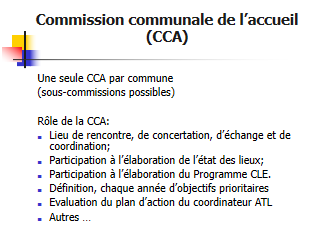 Commission communale de l’accueil
(CCA)
Une seule CCA par commune
(sous-commissions possibles)
Rôle de la CCA:
Lieu de rencontre, de concertation, d’échange et de
coordination;
Participation à l’élaboration de l’état des lieux;
Participation à l’élaboration du Programme CLE.
Définition, chaque année d’objectifs prioritaires
Evaluation du plan d’action du coordinateur ATL
Autres …